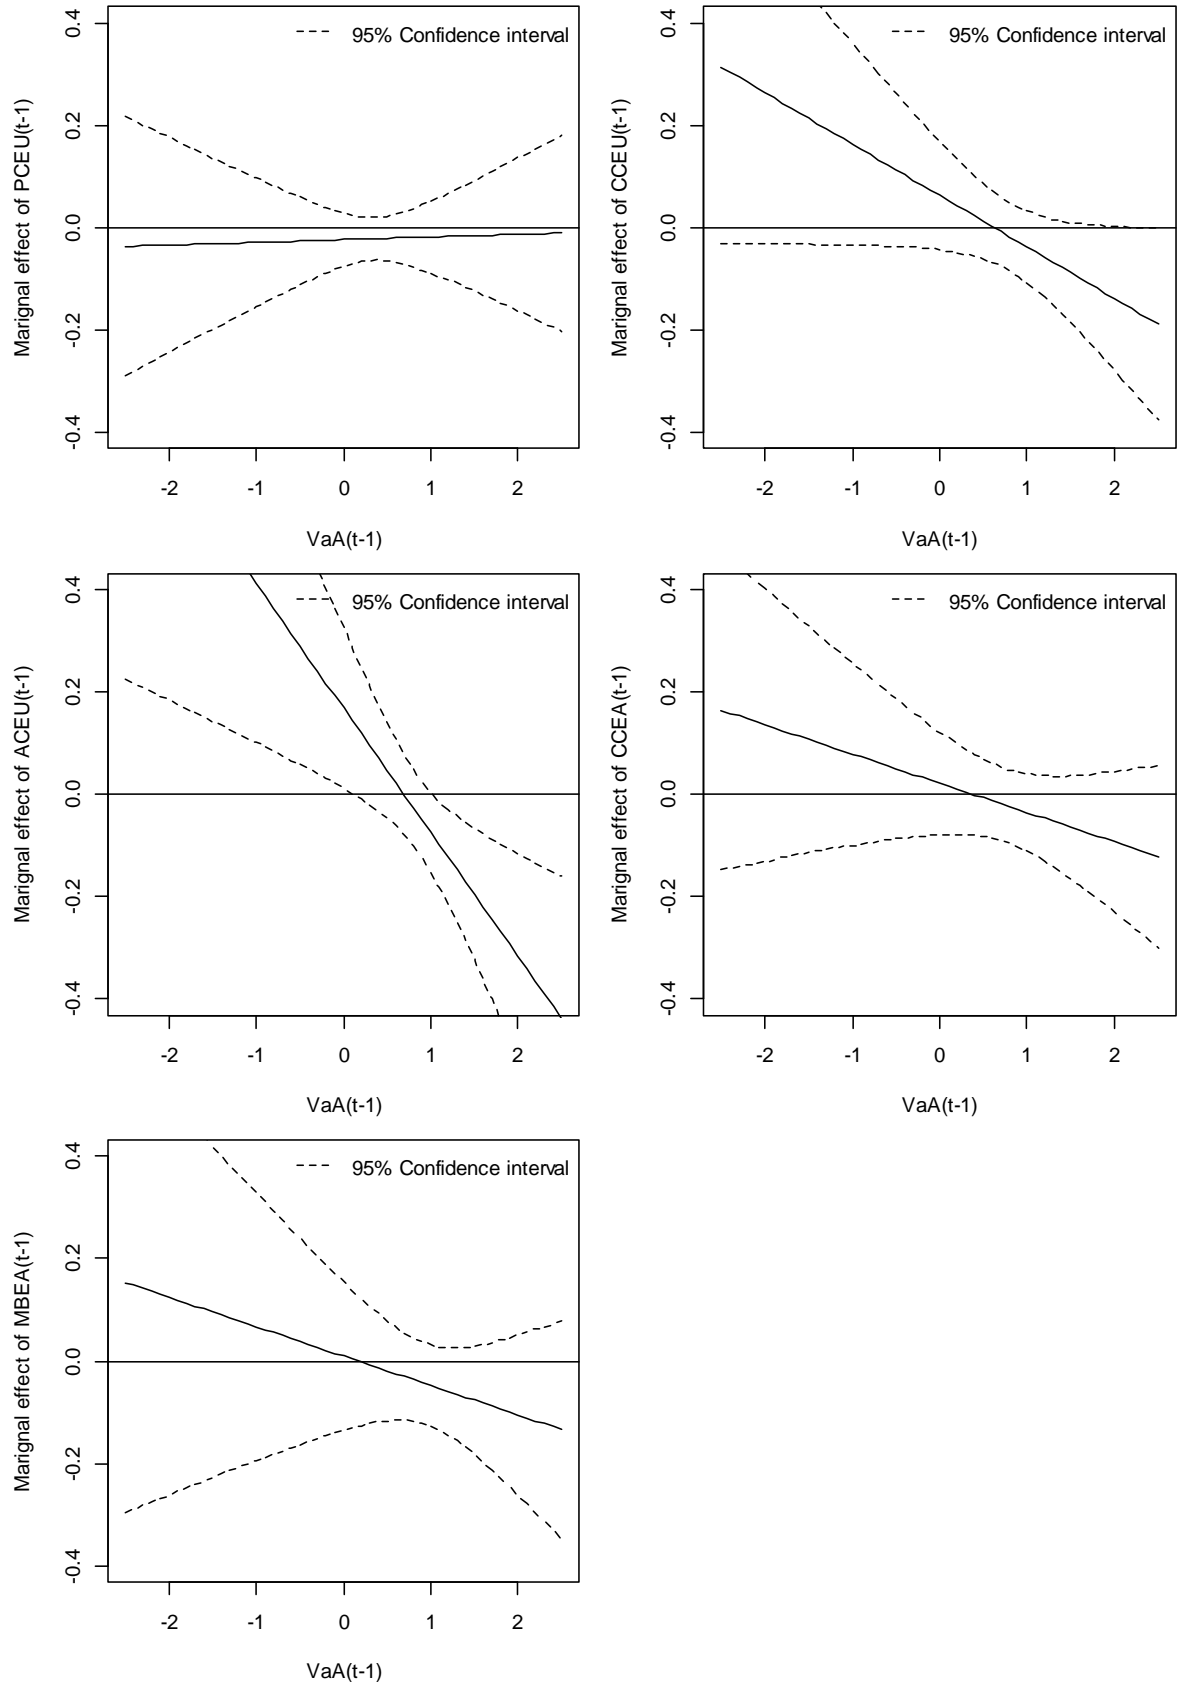 95% Confidence interval
Marignal effect of PCEU(t-1)
0.4
0.2
0.0
-0.2
-0.4
-2 -1 0 1 2
VaA(t-1)
95% Confidence interval
Marignal effect of CCEU(t-1)
0.4
0.2
0.0
-0.2
-0.4
-2 -1 0 1 2
VaA(t-1)
95% Confidence interval
Marignal effect of ACEU(t-1)
0.4
0.2
0.0
-0.2
-0.4
-2 -1 0 1 2
VaA(t-1)
95% Confidence interval
Marignal effect of CCEA(t-1)
0.4
0.2
0.0
-0.2
-0.4
-2 -1 0 1 2
VaA(t-1)
95% Confidence interval
Marignal effect of MBEA(t-1)
0.4
0.2
0.0
-0.2
-0.4
-2 -1 0 1 2
VaA(t-1)